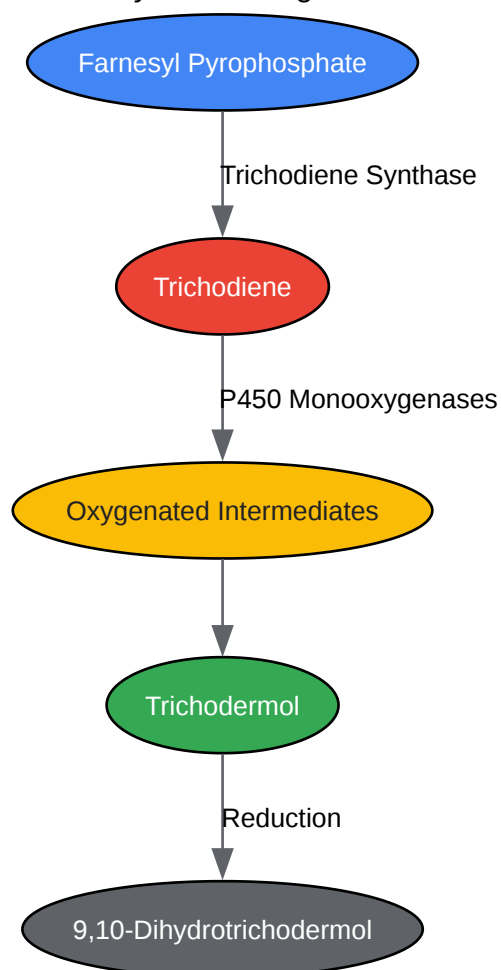 Farnesyl Pyrophosphate
Trichodiene Synthase
Trichodiene
P450 Monooxygenases
Oxygenated Intermediates
Trichodermol
Reduction
9,10-Dihydrotrichodermol